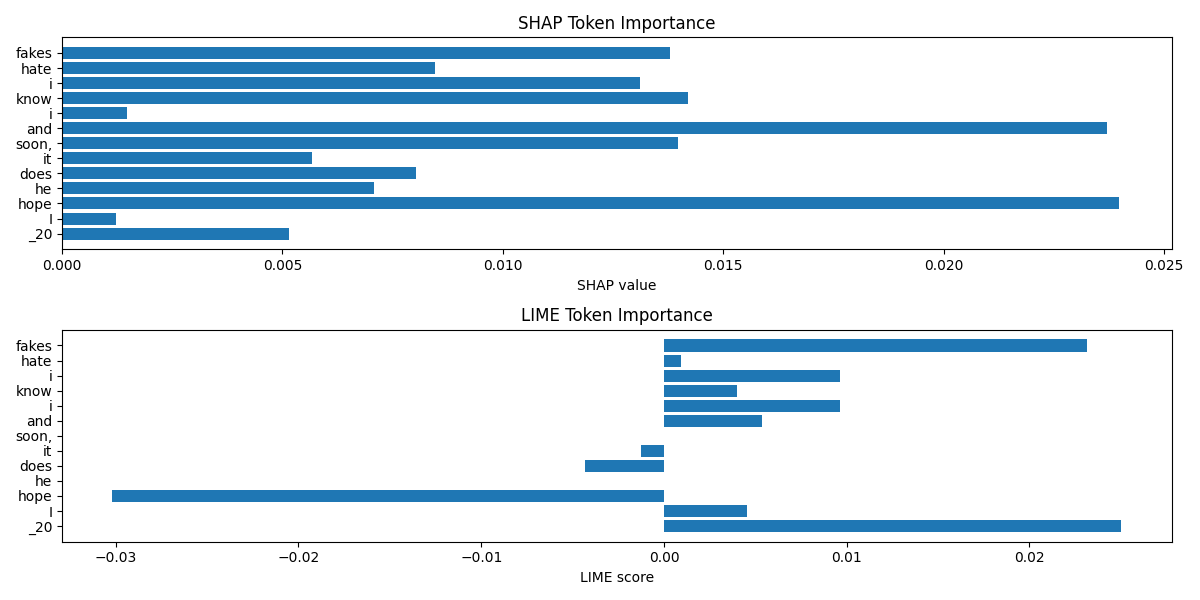 SHAP Token Importance
fakes
hate
i
know
i
and
soon,
it
does
he
hope
I
_20
0.000 0.005 0.010 0.015 0.020 0.025
SHAP value
LIME Token Importance
fakes
hate
i
know
i
and
soon,
it
does
he
hope
I
_20
−0.03 −0.02 −0.01 0.00 0.01 0.02
LIME score